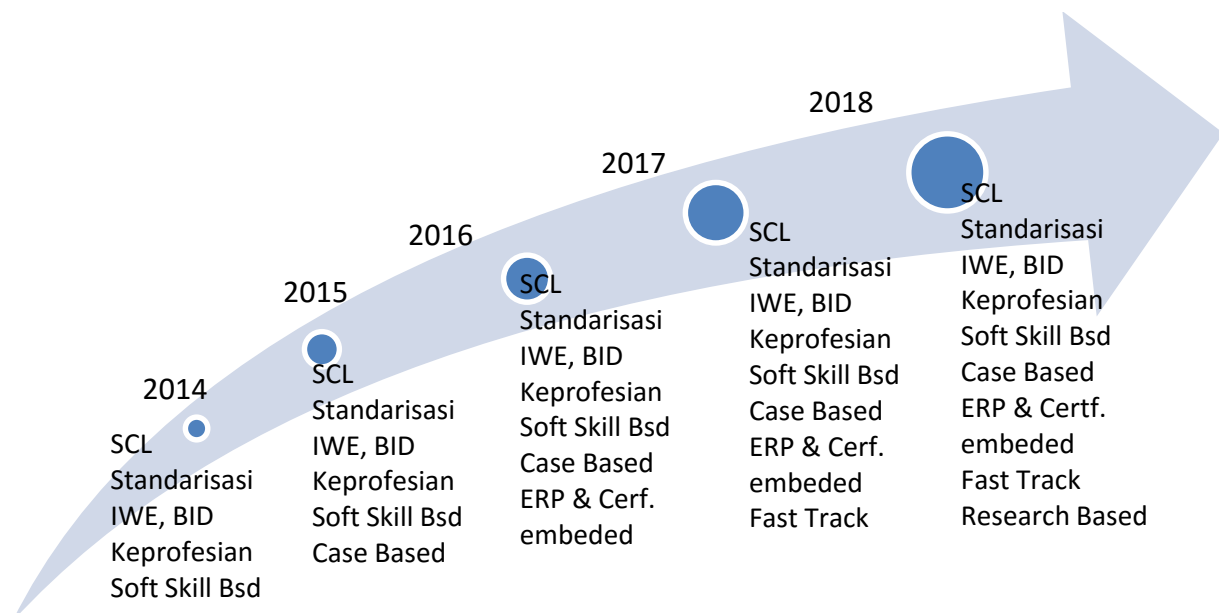 2014
SCL
Standarisasi
IWE, BID
Keprofesian
Soft Skill Bsd
2015
SCL
Standarisasi
IWE, BID
Keprofesian
Soft Skill Bsd
Case Based
2016
SCL
Standarisasi
IWE, BID
Keprofesian
Soft Skill Bsd
Case Based
ERP & Cerf.
embeded
2017
SCL
Standarisasi
IWE, BID
Keprofesian
Soft Skill Bsd
Case Based
ERP & Cerf.
embeded
Fast Track
2018
SCL
Standarisasi
IWE, BID
Keprofesian
Soft Skill Bsd
Case Based
ERP & Certf.
embeded
Fast Track
Research Based